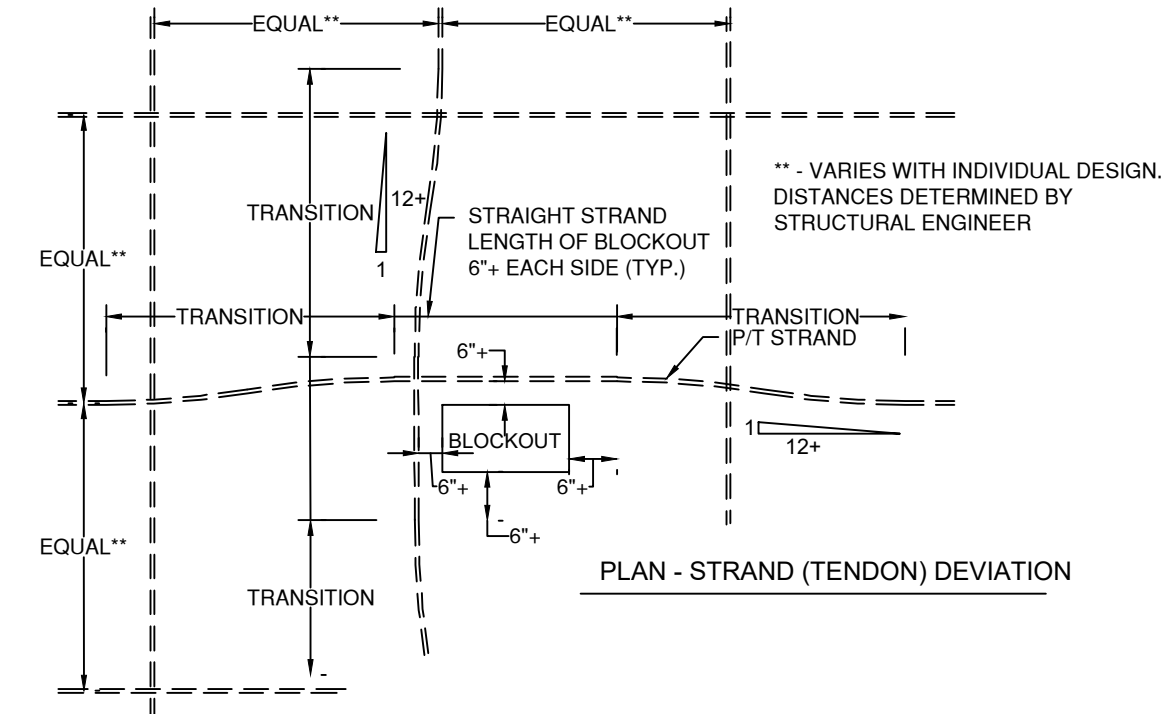 EQUAL**
EQUAL**
** - VARIES WITH INDIVIDUAL DESIGN.
DISTANCES DETERMINED BY
STRUCTURAL ENGINEER
12+
TRANSITION
1
STRAIGHT STRAND
LENGTH OF BLOCKOUT
6"+ EACH SIDE (TYP.)
EQUAL**
TRANSITION
TRANSITION
P/T STRAND
6"+
1
12+
BLOCKOUT
6"+
6"+
6"+
EQUAL**
TRANSITION
PLAN - STRAND (TENDON) DEVIATION